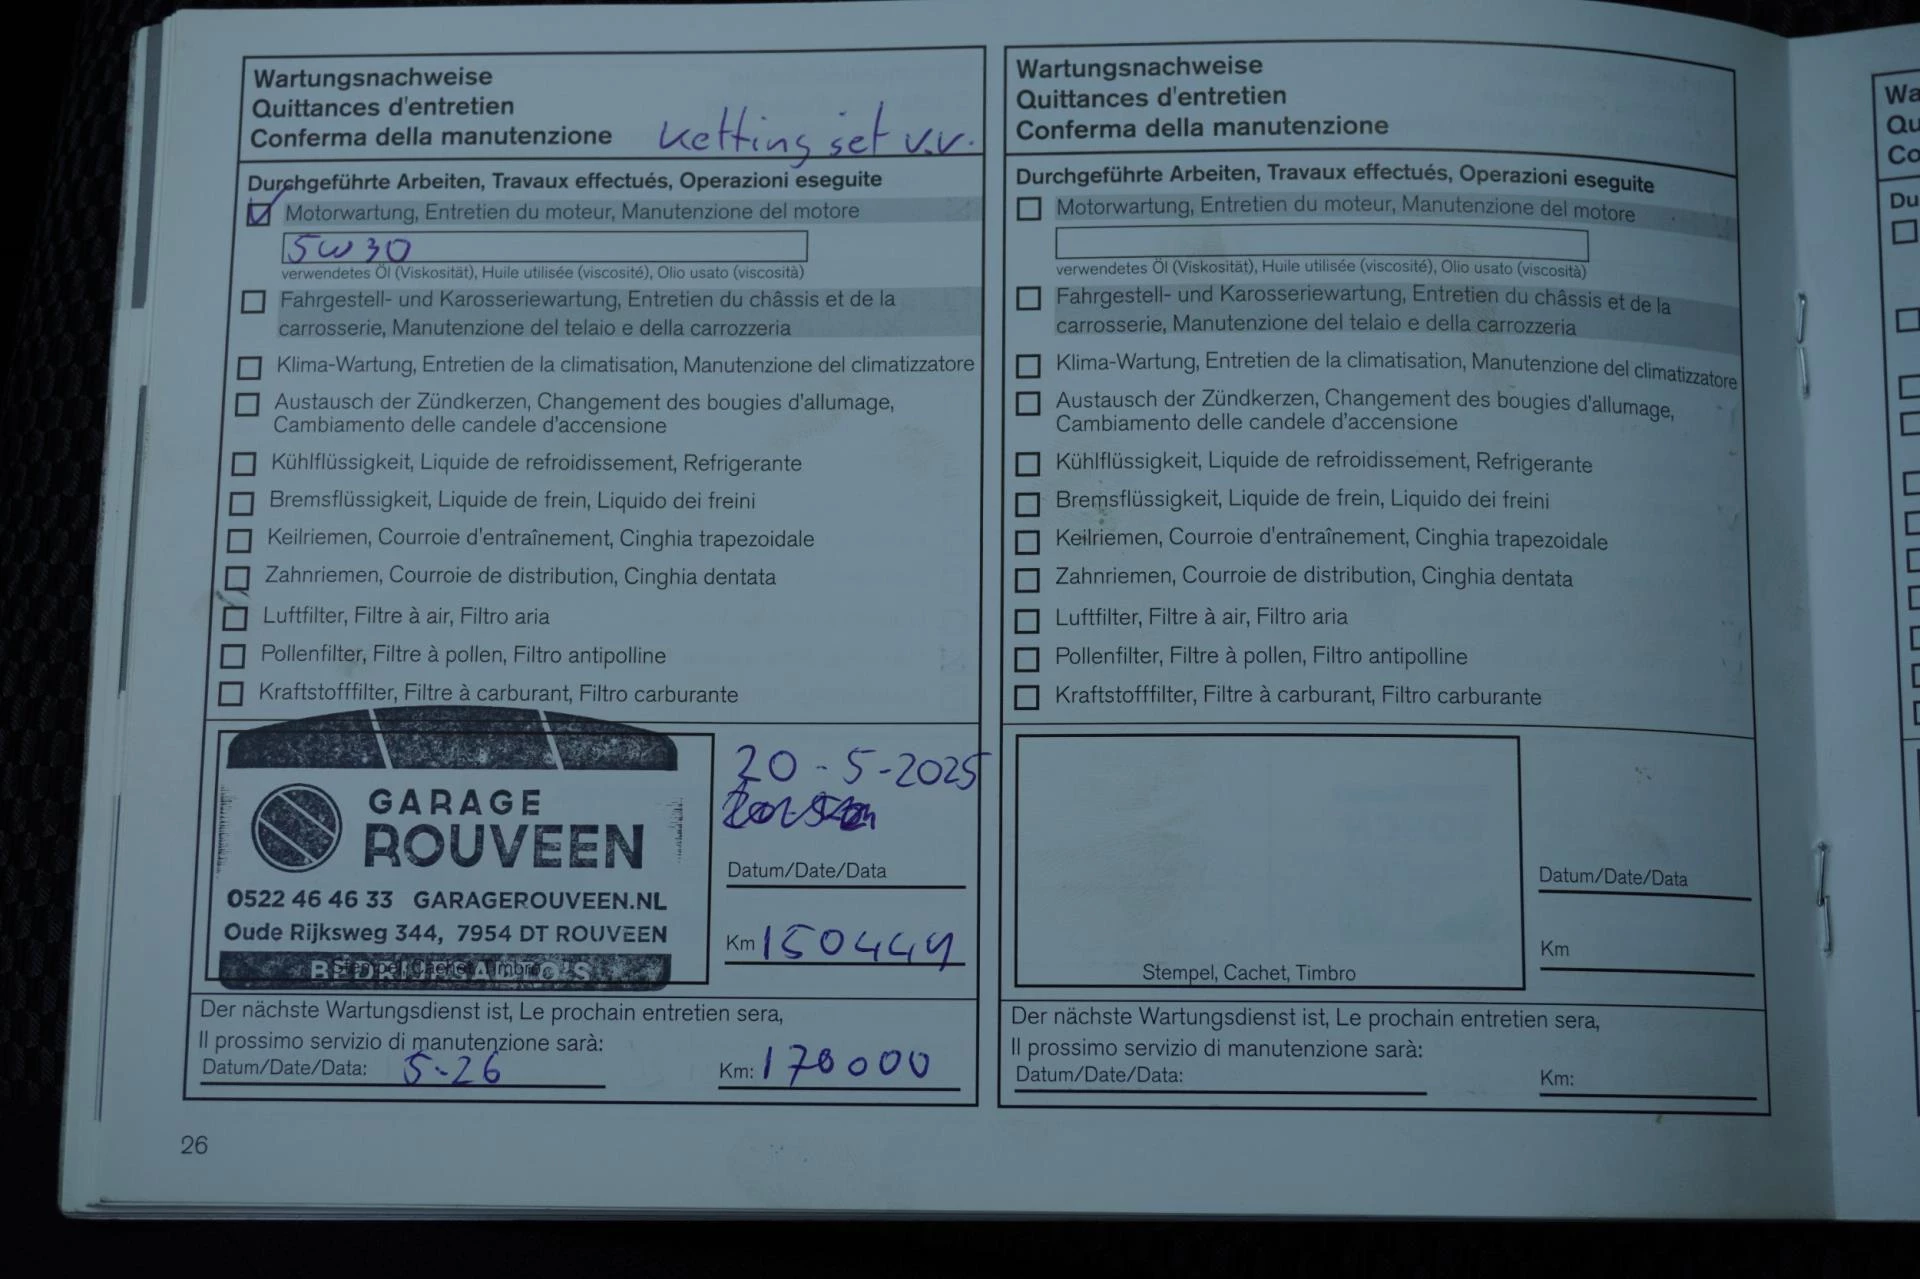 Wartungsnachweise
Quittances d'entretien
Conferma della manutenzione ketting set v.v.
Durchgeführte Arbeiten, Travaux effectués, Operazioni eseguite
Motorwartung, Entretien du moteur, Manutenzione del motore
5W30
verwendetes Öl (Viskosität), Huile utilisée (viscosité), Olio usato (viscosità)
Fahrgestell- und Karosseriewartung, Entretien du châssis et de la
carrosserie, Manutenzione del telaio e della carrozzeria
Klima-Wartung, Entretien de la climatisation, Manutenzione del climatizzatore
Austausch der Zündkerzen, Changement des bougies d'allumage,
Cambiamento delle candele d'accensione
Kühlflüssigkeit, Liquide de refroidissement, Refrigerante
Bremsflüssigkeit, Liquide de frein, Liquido dei freini
Keilriemen, Courroie d'entraînement, Cinghia trapezoidale
Zahnriemen, Courroie de distribution, Cinghia dentata
Luftfilter, Filtre à air, Filtro aria
Pollenfilter, Filtre à pollen, Filtro antipolline
Kraftstofffilter, Filtre à carburant, Filtro carburante
GARAGE
ROUVEEN
0522 46 46 33 GARAGEROUVEEN.NL
Oude Rijksweg 344, 7954 DT ROUVEEN
BEDRIJFSAUTO'S
Stempel, Cachet, Timbro
20-5-2025
Datum/Date/Data
Km 150449
Der nächste Wartungsdienst ist, Le prochain entretien sera,
Il prossimo servizio di manutenzione sarà:
Datum/Date/Data: 5-26 Km: 170000
26
Wartungsnachweise
Quittances d'entretien
Conferma della manutenzione
Durchgeführte Arbeiten, Travaux effectués, Operazioni eseguite
Motorwartung, Entretien du moteur, Manutenzione del motore
verwendetes Öl (Viskosität), Huile utilisée (viscosité), Olio usato (viscosità)
Fahrgestell- und Karosseriewartung, Entretien du châssis et de la
carrosserie, Manutenzione del telaio e della carrozzeria
Klima-Wartung, Entretien de la climatisation, Manutenzione del climatizzatore
Austausch der Zündkerzen, Changement des bougies d'allumage,
Cambiamento delle candele d'accensione
Kühlflüssigkeit, Liquide de refroidissement, Refrigerante
Bremsflüssigkeit, Liquide de frein, Liquido dei freini
Keilriemen, Courroie d'entraînement, Cinghia trapezoidale
Zahnriemen, Courroie de distribution, Cinghia dentata
Luftfilter, Filtre à air, Filtro aria
Pollenfilter, Filtre à pollen, Filtro antipolline
Kraftstofffilter, Filtre à carburant, Filtro carburante
Stempel, Cachet, Timbro
Datum/Date/Data
Km
Der nächste Wartungsdienst ist, Le prochain entretien sera,
Il prossimo servizio di manutenzione sarà:
Datum/Date/Data: Km:
Wa
Qu
Co
Du